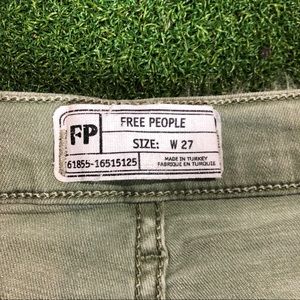 FP
FREE PEOPLE
SIZE: W 27
61855-16515125
MADE IN TURKEY
FABRIQUE EN TURQUIE